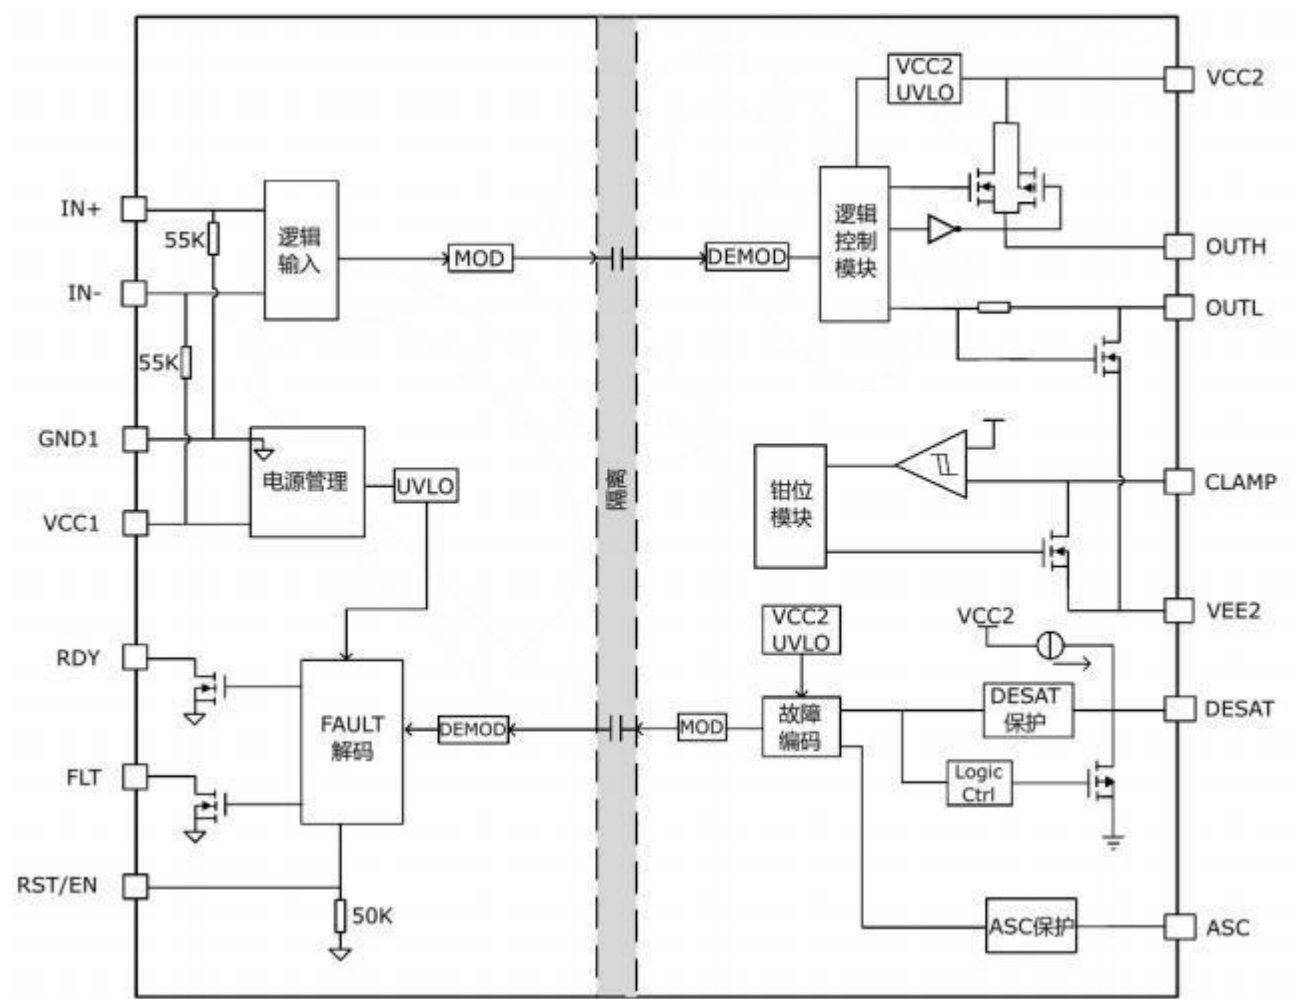 VCC2
UVLO
VCC2
IN+
55K
逻辑
输入
MOD
DEMOD
逻辑
控制
模块
OUTH
IN-
OUTL
55K
GND1
电源管理
UVLO
隔离
钳位
模块
CLAMP
VCC1
VCC2
UVLO
VCC2
VEE2
RDY
FAULT
解码
DEMOD
MOD
故障
编码
DESAT
保护
DESAT
FLT
Logic
Ctrl
RST/EN
50K
ASC保护
ASC